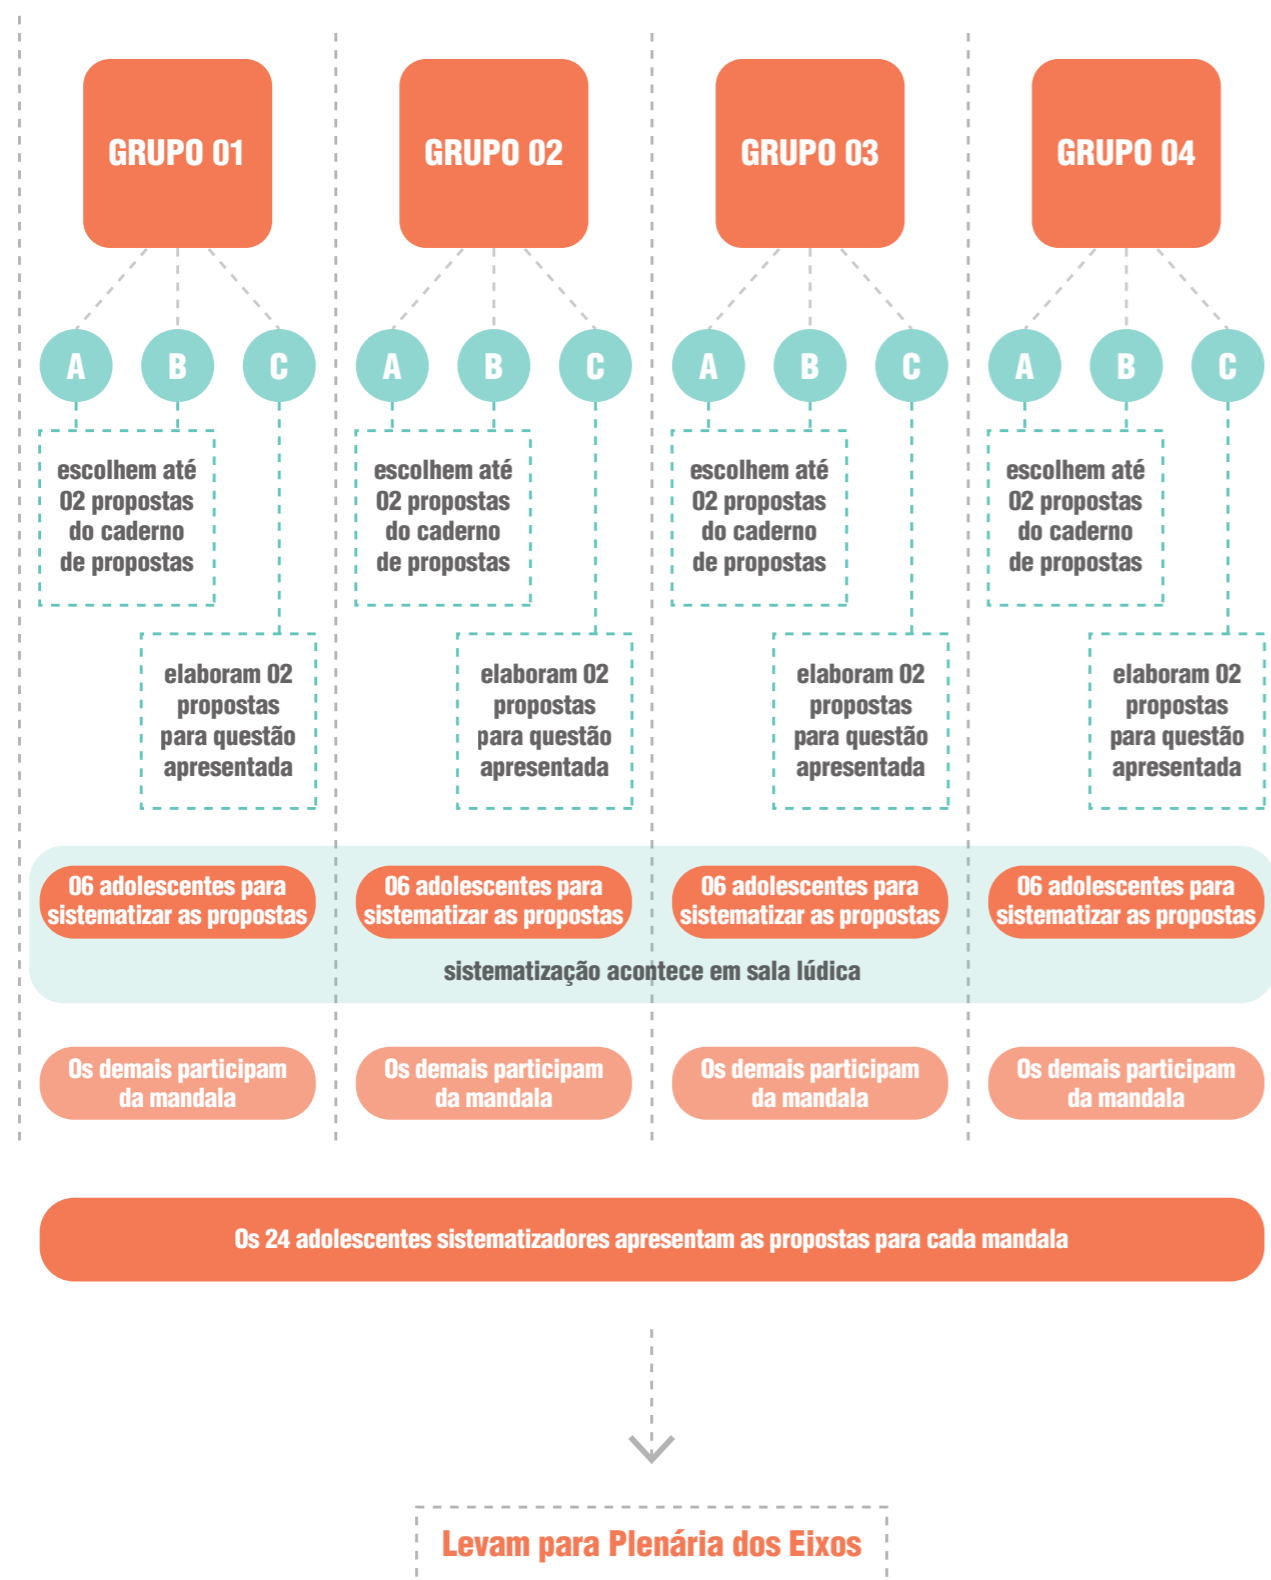 GRUPO 01
GRUPO 02
GRUPO 03
GRUPO 04
A
B
C
A
B
C
A
B
C
A
B
C
escolhem até
02 propostas
do caderno
de propostas
escolhem até
02 propostas
do caderno
de propostas
escolhem até
02 propostas
do caderno
de propostas
escolhem até
02 propostas
do caderno
de propostas
elaboram 02
propostas
para questão
apresentada
elaboram 02
propostas
para questão
apresentada
elaboram 02
propostas
para questão
apresentada
elaboram 02
propostas
para questão
apresentada
06 adolescentes para
sistematizar as propostas
06 adolescentes para
sistematizar as propostas
06 adolescentes para
sistematizar as propostas
06 adolescentes para
sistematizar as propostas
sistematização acontece em sala lúdica
Os demais participam
da mandala
Os demais participam
da mandala
Os demais participam
da mandala
Os demais participam
da mandala
Os 24 adolescentes sistematizadores apresentam as propostas para cada mandala
Levam para Plenária dos Eixos